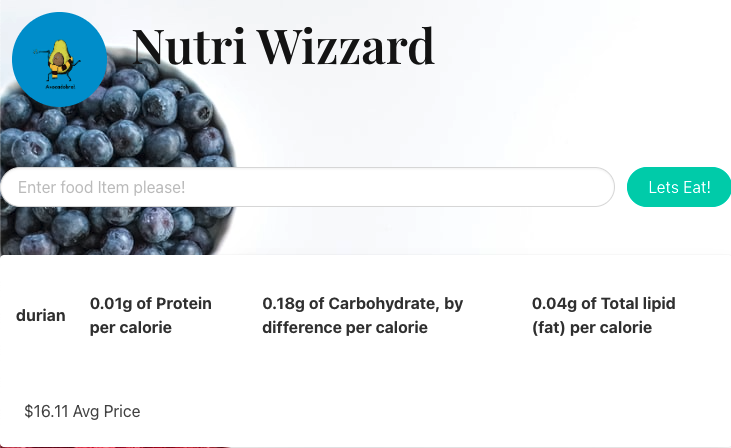 Nutri Wizzard
Enter food Item please!
Lets Eat!
durian
0.01g of Protein
per calorie
0.18g of Carbohydrate, by
difference per calorie
0.04g of Total lipid
(fat) per calorie
$16.11 Avg Price